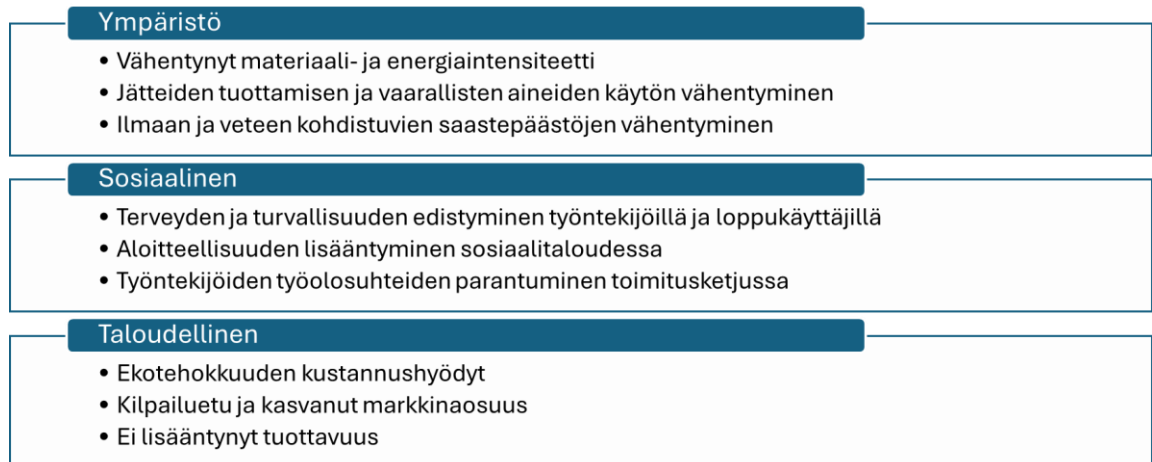 Ympäristö
• Vähentynyt materiaali- ja energiaintensiteetti
• Jätteiden tuottamisen ja vaarallisten aineiden käytön vähentyminen
• Ilmaan ja veteen kohdistuvien saastepäästöjen vähentyminen
Sosiaalinen
• Terveyden ja turvallisuuden edistyminen työntekijöillä ja loppukäyttäjillä
• Aloitteellisuuden lisääntyminen sosiaalitaloudessa
• Työntekijöiden työolosuhteiden parantuminen toimitusketjussa
Taloudellinen
• Ekotehokkuuden kustannushyödyt
• Kilpailuetu ja kasvanut markkinaosuus
• Ei lisääntynyt tuottavuus